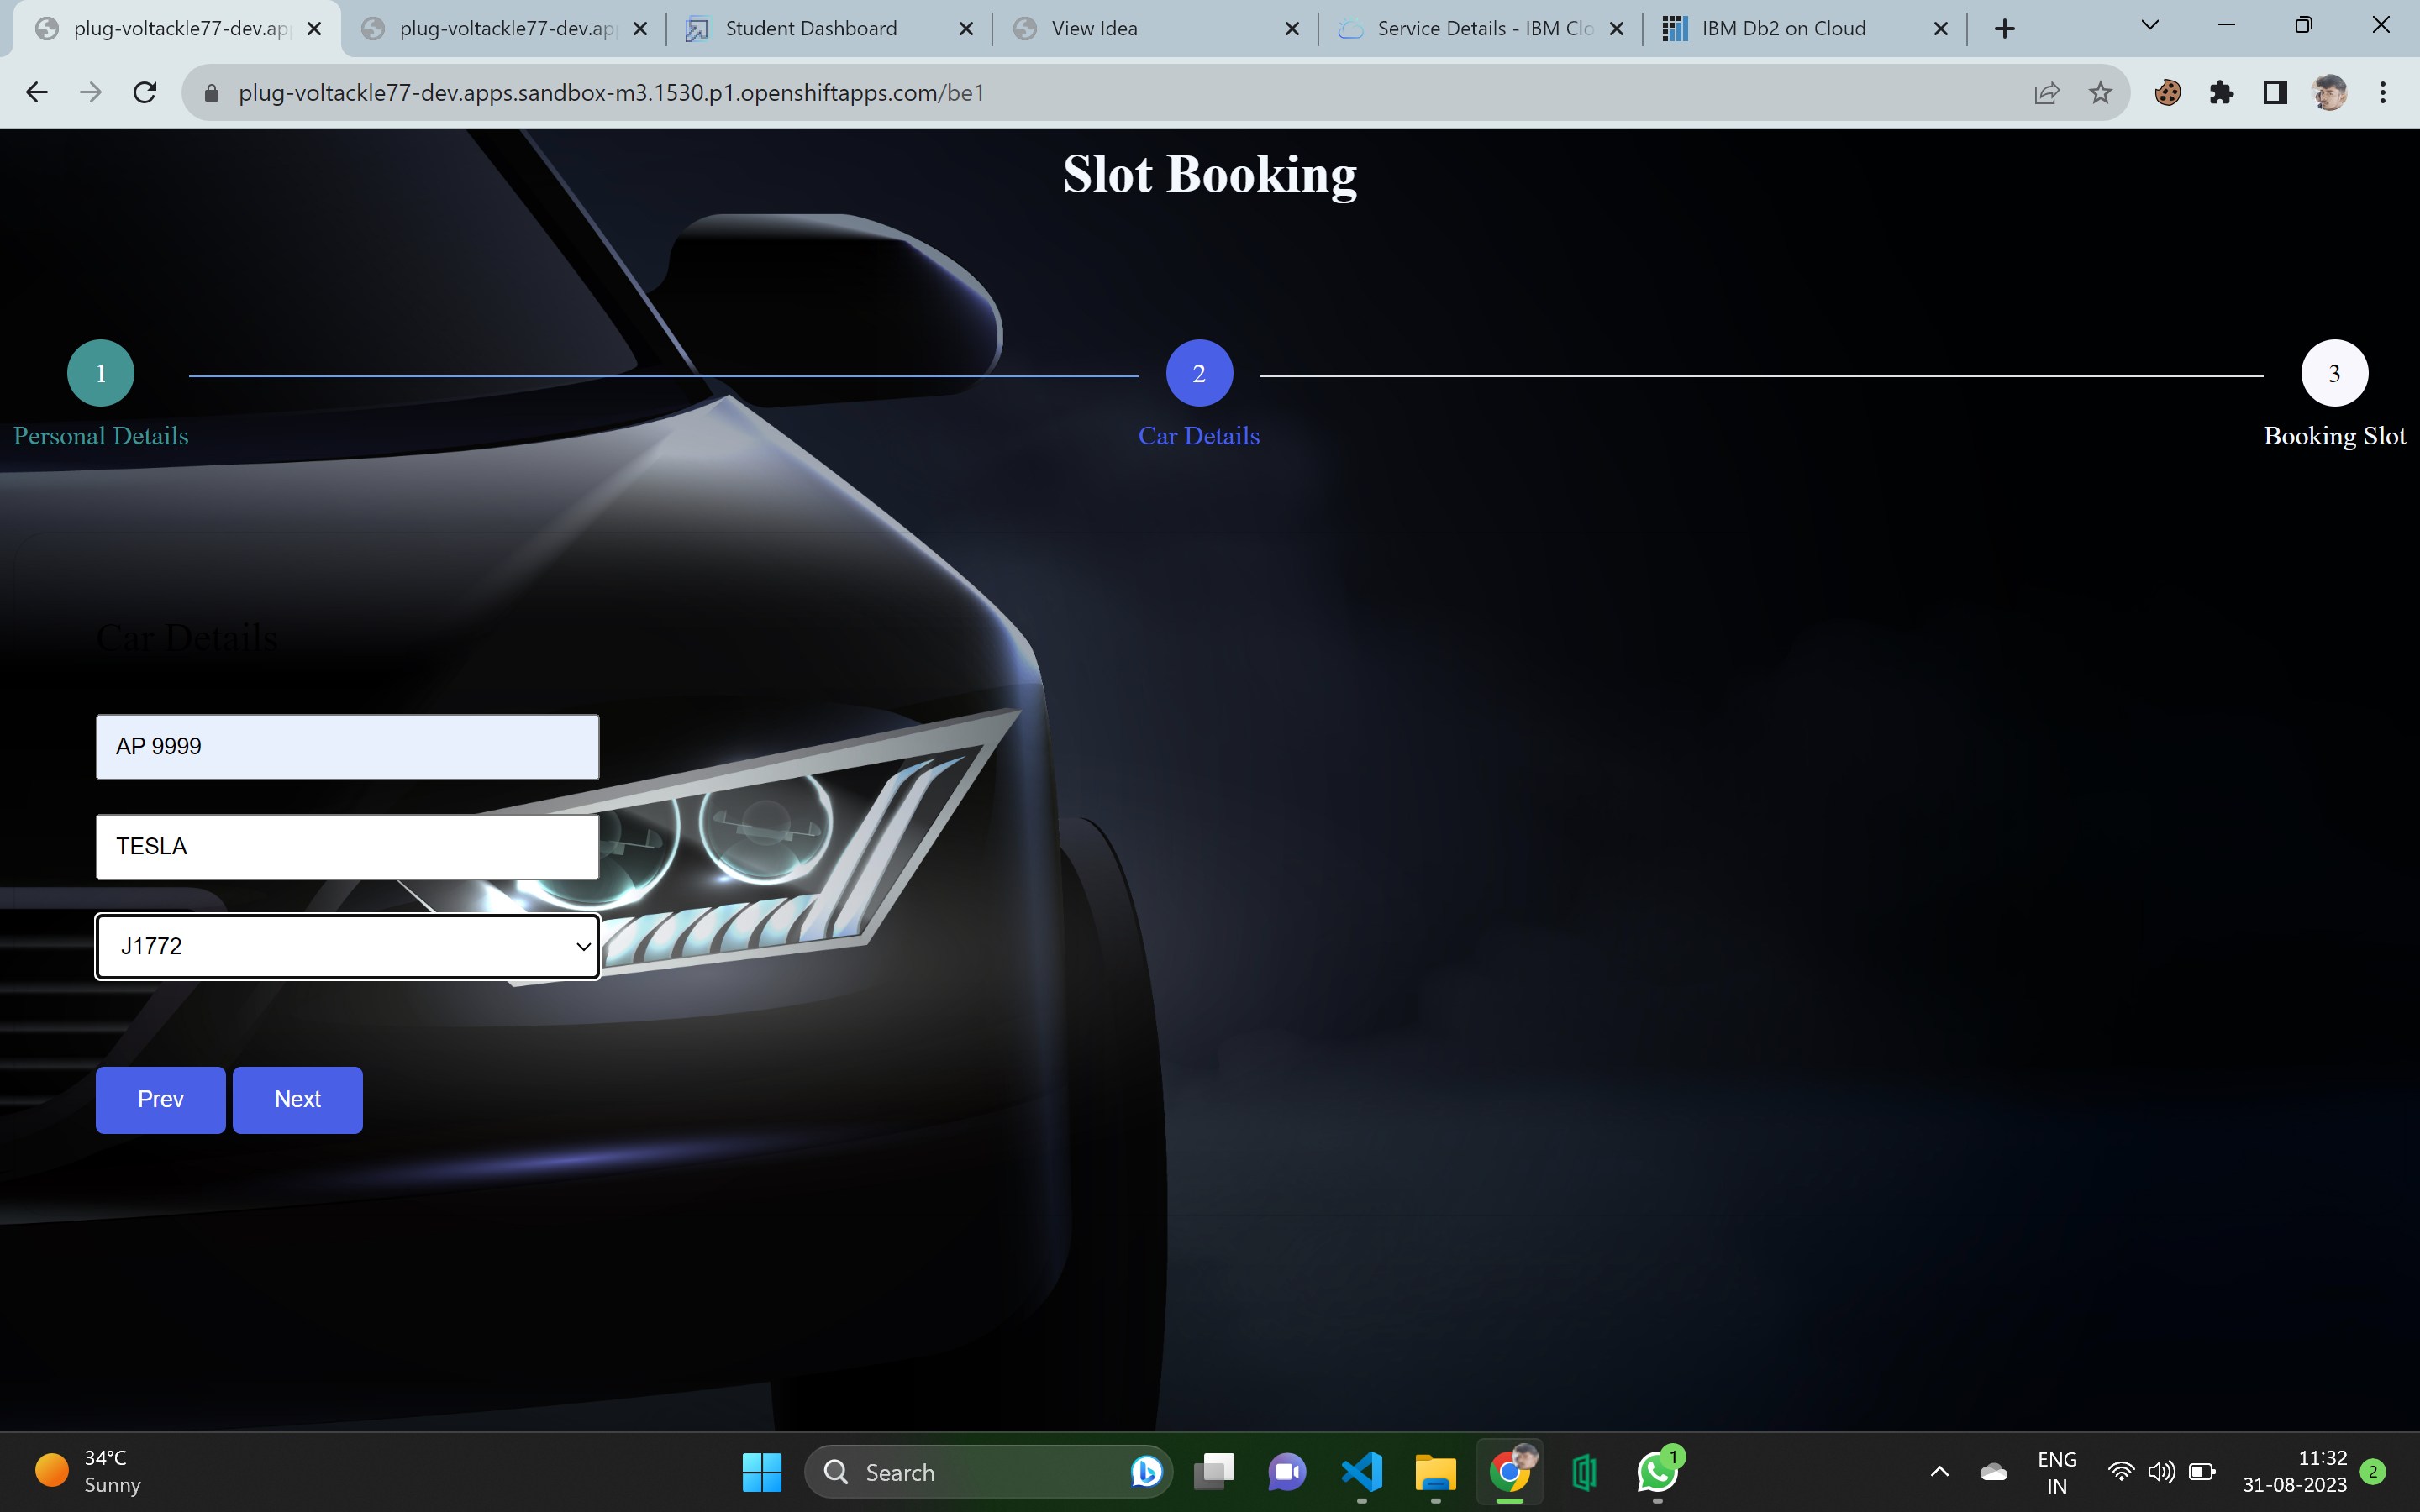 plug-voltackle77-dev.ap
plug-voltackle77-dev.ap
Student Dashboard
View Idea
Service Details - IBM Clo
IBM Db2 on Cloud
plug-voltackle77-dev.apps.sandbox-m3.1530.p1.openshiftapps.com/be1
Slot Booking
1
2
3
Personal Details
Car Details
Booking Slot
Car Details
AP 9999
TESLA
J1772
Prev
Next
34°C
Sunny
Search
1
ENG
IN
11:32
31-08-2023
2